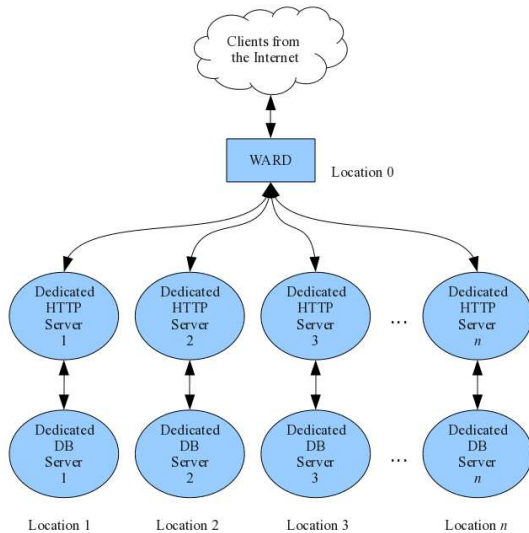 Clients from
the Internet
WARD
Location 0
Dedicated
HTTP
Server
1
Dedicated
HTTP
Server
2
Dedicated
HTTP
Server
3
...
Dedicated
HTTP
Server
n
Dedicated
DB
Server
1
Dedicated
DB
Server
2
Dedicated
DB
Server
3
...
Dedicated
DB
Server
n
Location 1
Location 2
Location 3
Location n